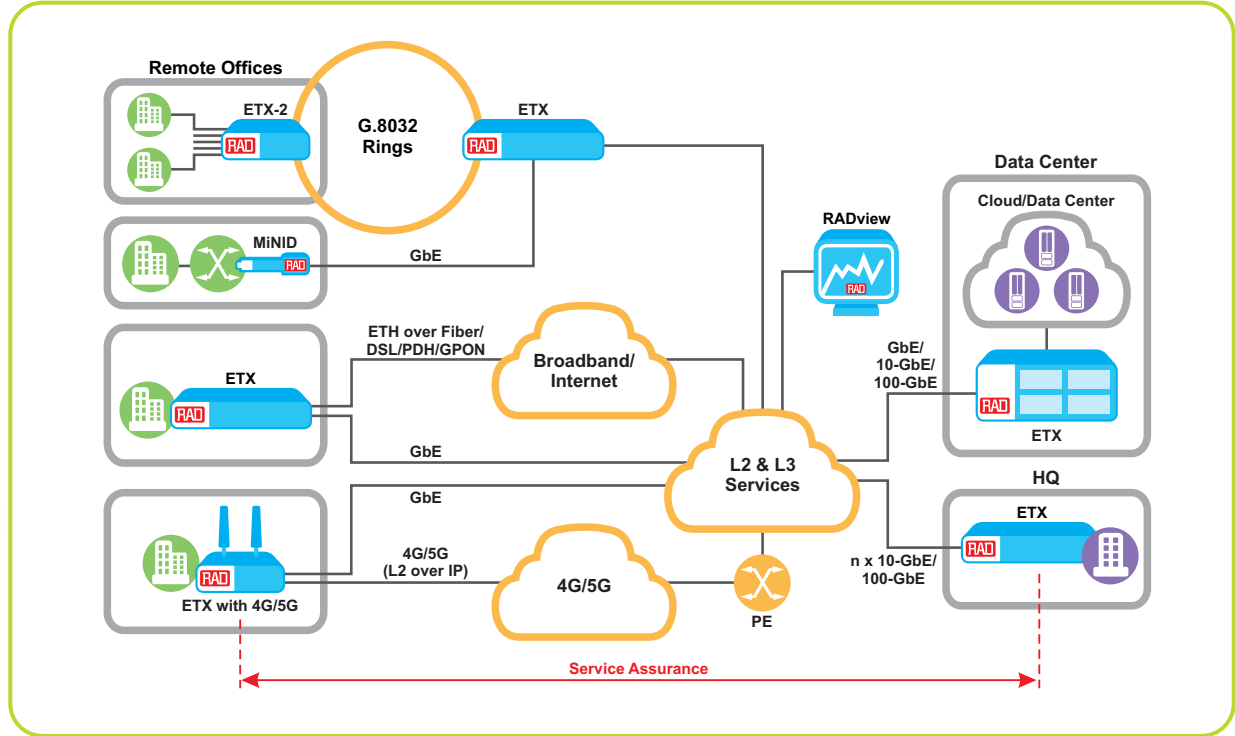 Remote Offices
ETX-2
RAD
G.8032
Rings
ETX
RAD
MiNID
RAD
GbE
ETX
RAD
ETH over Fiber/
DSL/PDH/GPON
Broadband/
Internet
GbE
GbE
RAD
ETX with 4G/5G
4G/5G
(L2 over IP)
4G/5G
PE
L2 & L3
Services
RADview
RAD
Data Center
Cloud/Data Center
GbE/
10-GbE/
100-GbE
RAD
ETX
HQ
ETX
RAD
n x 10-GbE/
100-GbE
Service Assurance